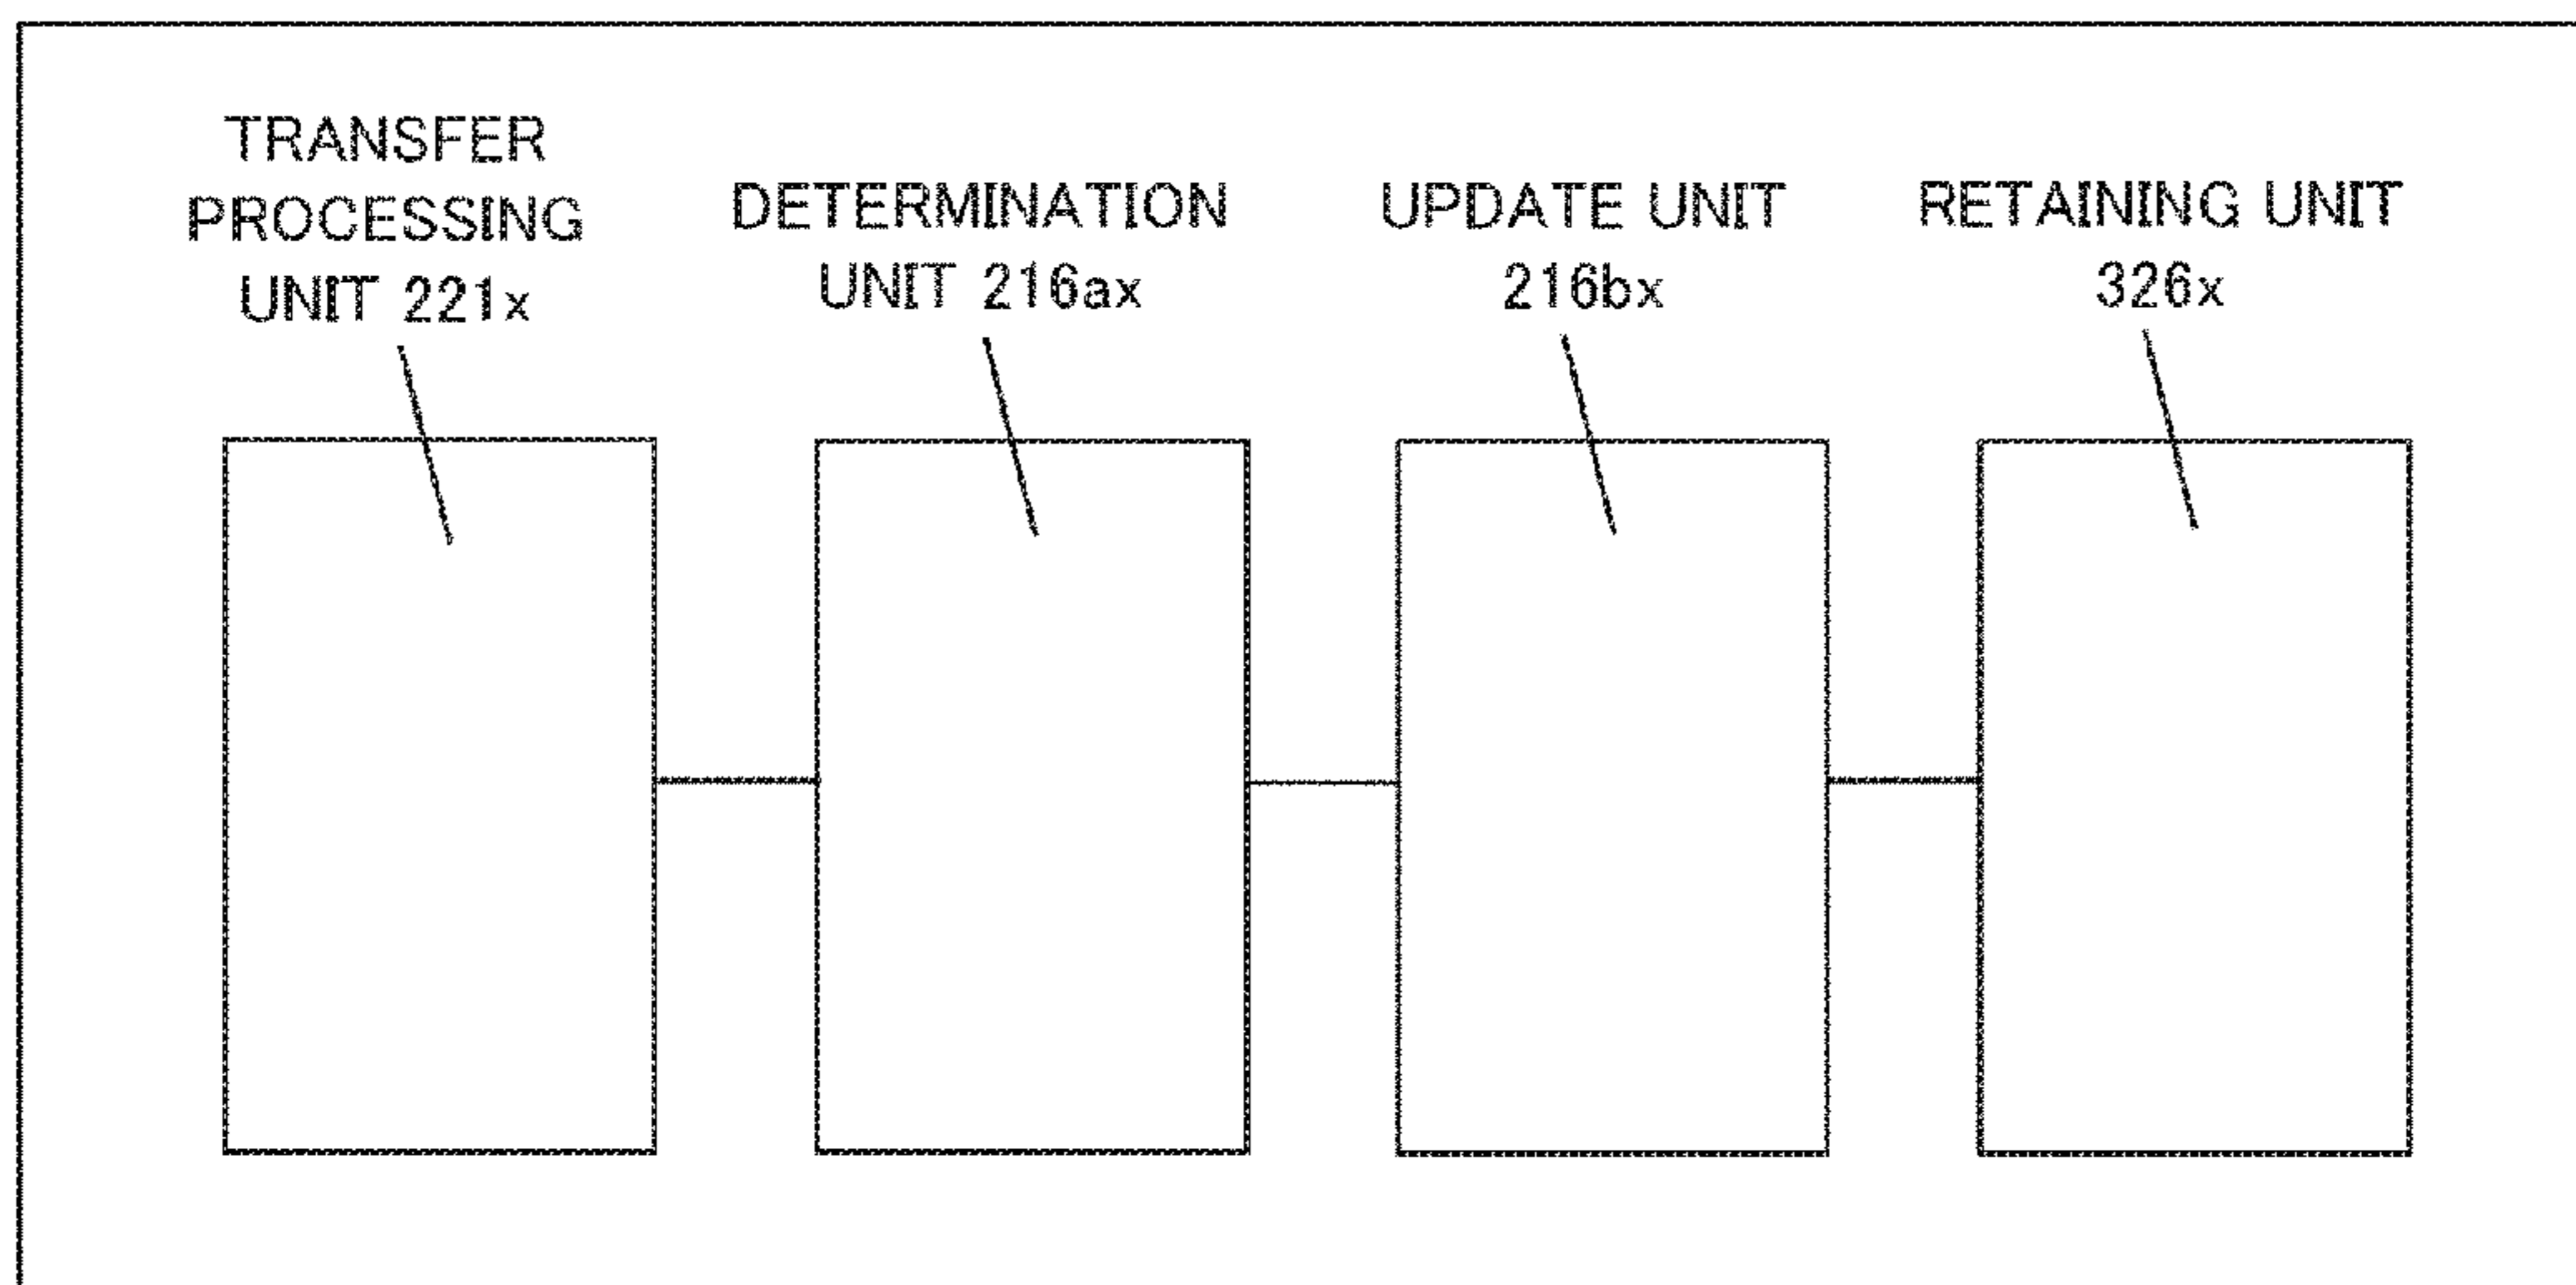 TRANSFER
PROCESSING
UNIT 221x
DETERMINATION
UNIT 216ax
UPDATE UNIT
216bx
RETAINING UNIT
326x